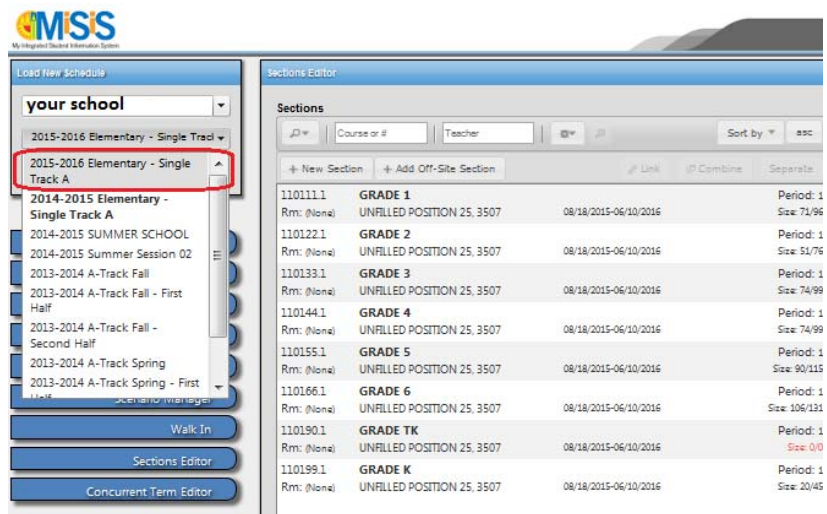 MiSiS
My Integrated Student Information System
Load New Schedule
your school
2015-2016 Elementary - Single Tracl
2015-2016 Elementary - Single
Track A
2014-2015 Elementary -
Single Track A
2014-2015 SUMMER SCHOOL
2014-2015 Summer Session 02
2013-2014 A-Track Fall
2013-2014 A-Track Fall - First
Half
2013-2014 A-Track Fall -
Second Half
2013-2014 A-Track Spring
2013-2014 A-Track Spring - First
Scenario Manager
Walk In
Sections Editor
Concurrent Term Editor
Sections Editor
Sections
Course or # Teacher Sort by asc
+ New Section + Add Off-Site Section Link Combine Seperate
110111.1 GRADE 1 Period: 1
Rm: (None) UNFILLED POSITION 25, 3507 08/18/2015-06/10/2016 Size: 71/96
110122.1 GRADE 2 Period: 1
Rm: (None) UNFILLED POSITION 25, 3507 08/18/2015-06/10/2016 Size: 51/76
110133.1 GRADE 3 Period: 1
Rm: (None) UNFILLED POSITION 25, 3507 08/18/2015-06/10/2016 Size: 74/99
110144.1 GRADE 4 Period: 1
Rm: (None) UNFILLED POSITION 25, 3507 08/18/2015-06/10/2016 Size: 74/99
110155.1 GRADE 5 Period: 1
Rm: (None) UNFILLED POSITION 25, 3507 08/18/2015-06/10/2016 Size: 90/115
110166.1 GRADE 6 Period: 1
Rm: (None) UNFILLED POSITION 25, 3507 08/18/2015-06/10/2016 Size: 106/131
110190.1 GRADE TK Period: 1
Rm: (None) UNFILLED POSITION 25, 3507 08/18/2015-06/10/2016 Size: 0/0
110199.1 GRADE K Period: 1
Rm: (None) UNFILLED POSITION 25, 3507 08/18/2015-06/10/2016 Size: 20/45